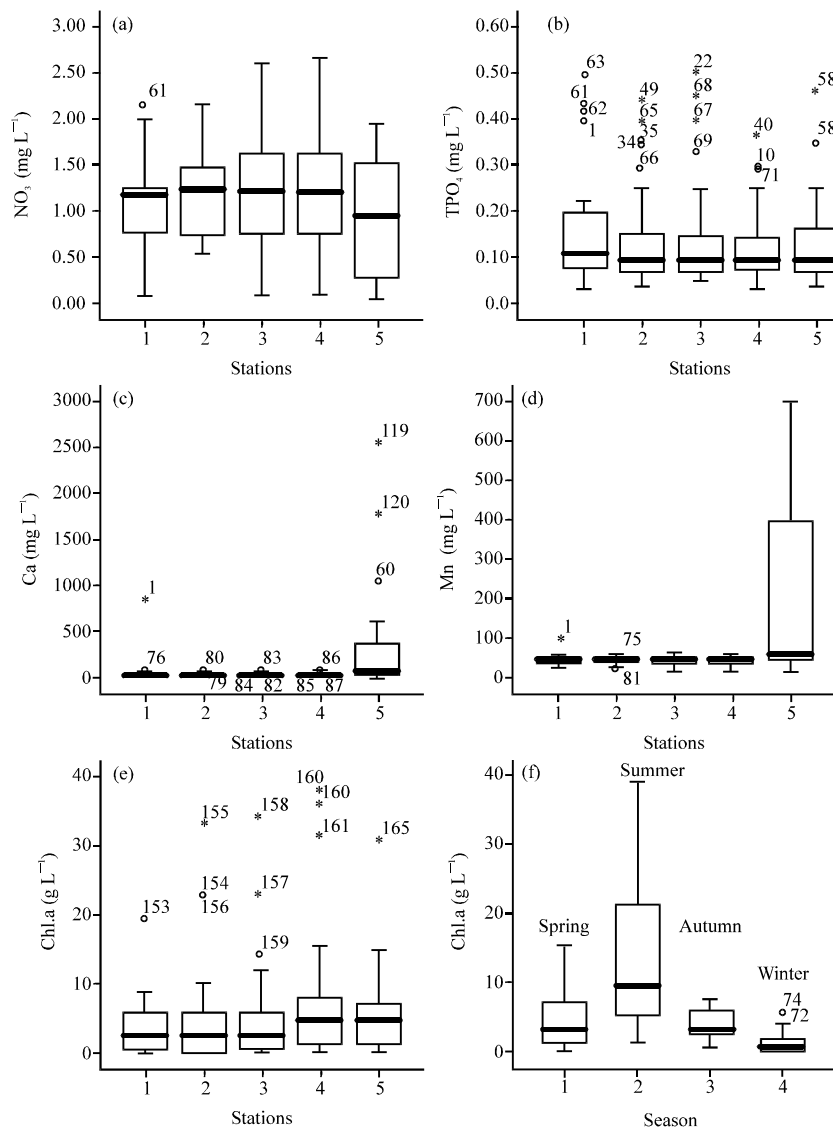 (a)
NO₃ (mg L⁻¹)
3.00
2.50
2.00
1.50
1.00
0.50
0.00
61
1 2 3 4 5
Stations
(b)
TPO₄ (mg L⁻¹)
0.60
0.50
0.40
0.30
0.20
0.10
0.0
63
61
62
1
49
65
35
34
66
22
68
67
69
40
10
71
58
58
1 2 3 4 5
Stations
(c)
Ca (mg L⁻¹)
3000
2500
2000
1500
1000
500
0
1
119
120
60
76 80 83 86
79 84 82 85 87
1 2 3 4 5
Stations
(d)
Mn (mg L⁻¹)
700
600
500
400
300
200
100
0
1
75
81
1 2 3 4 5
Stations
(e)
Chl.a (g L⁻¹)
40
30
20
10
0
153
155
154
156
158
157
159
160
160
161
165
1 2 3 4 5
Stations
(f)
Chl.a (g L⁻¹)
40
30
20
10
0
Spring
Summer
Autumn
Winter
74
72
1 2 3 4
Season